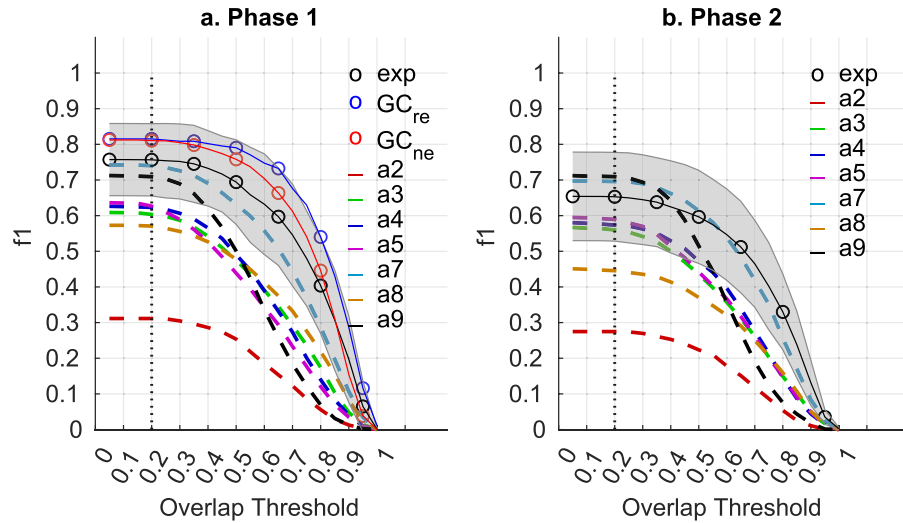 a. Phase 1
f1
1
0.9
0.8
0.7
0.6
0.5
0.4
0.3
0.2
0.1
0
0 0.1 0.2 0.3 0.4 0.5 0.6 0.7 0.8 0.9 1
Overlap Threshold
exp
GCre
GCne
a2
a3
a4
a5
a7
a8
a9
b. Phase 2
f1
1
0.9
0.8
0.7
0.6
0.5
0.4
0.3
0.2
0.1
0
0 0.1 0.2 0.3 0.4 0.5 0.6 0.7 0.8 0.9 1
Overlap Threshold
exp
a2
a3
a4
a5
a7
a8
a9